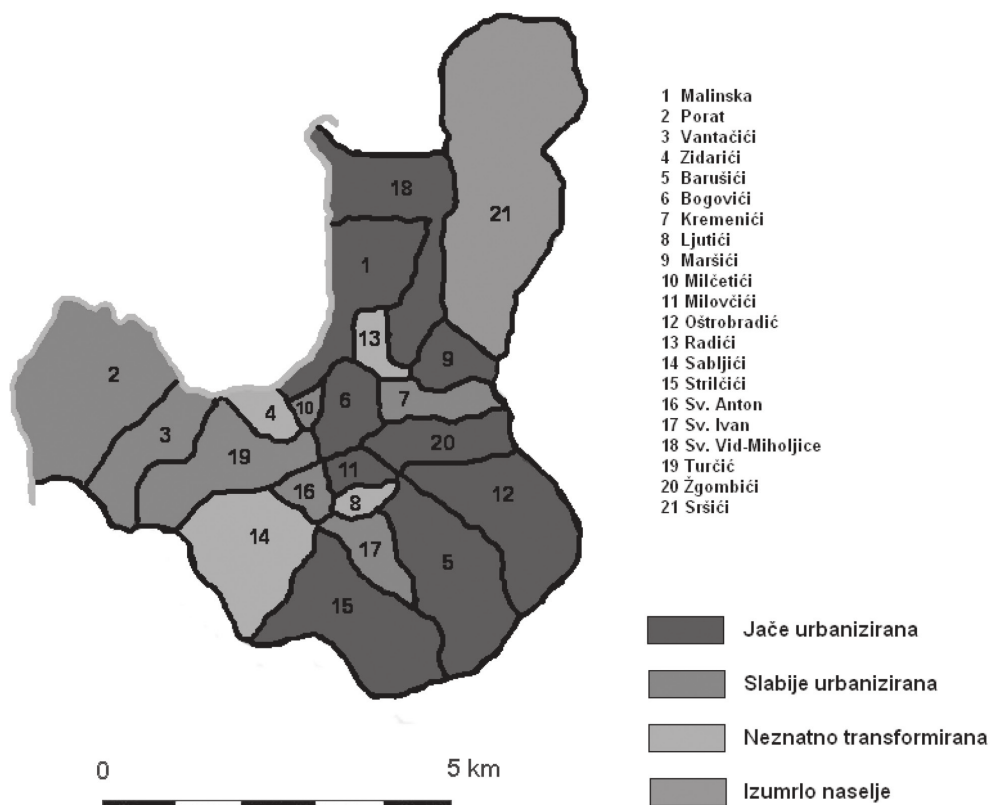 18
21
1
13
9
2
10
6
7
4
3
20
19
11
12
16
8
14
17
5
15
1 Malinska
2 Porat
3 Vantačići
4 Zidarići
5 Barušići
6 Bogovići
7 Kremenići
8 Ljutići
9 Maršići
10 Milčetići
11 Milovčići
12 Oštrobradić
13 Radići
14 Sabljići
15 Strilčići
16 Sv. Anton
17 Sv. Ivan
18 Sv. Vid-Miholjice
19 Turčić
20 Žgombići
21 Sršići
Jače urbanizirana
Slabije urbanizirana
Neznatno transformirana
Izumrlo naselje
0 5 km